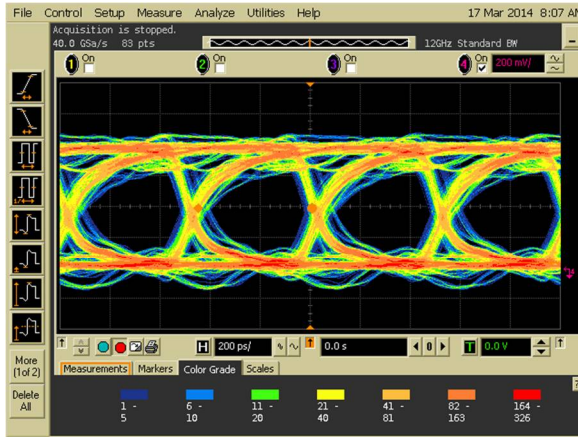 File Control Setup Measure Analyze Utilities Help 17 Mar 2014 8:07 AM
Acquisition is stopped.
40.0 GSa/s 83 pts 12GHz Standard BW
1 On 2 On 3 On 4 On 200 mV/
H 200 ps/ 0.0 s 0 T 0.0 V
More
(1of 2)
Delete
All
Measurements Markers Color Grade Scales
1 - 6 - 11 - 21 - 41 - 82 - 164 -
5 10 20 40 81 163 326